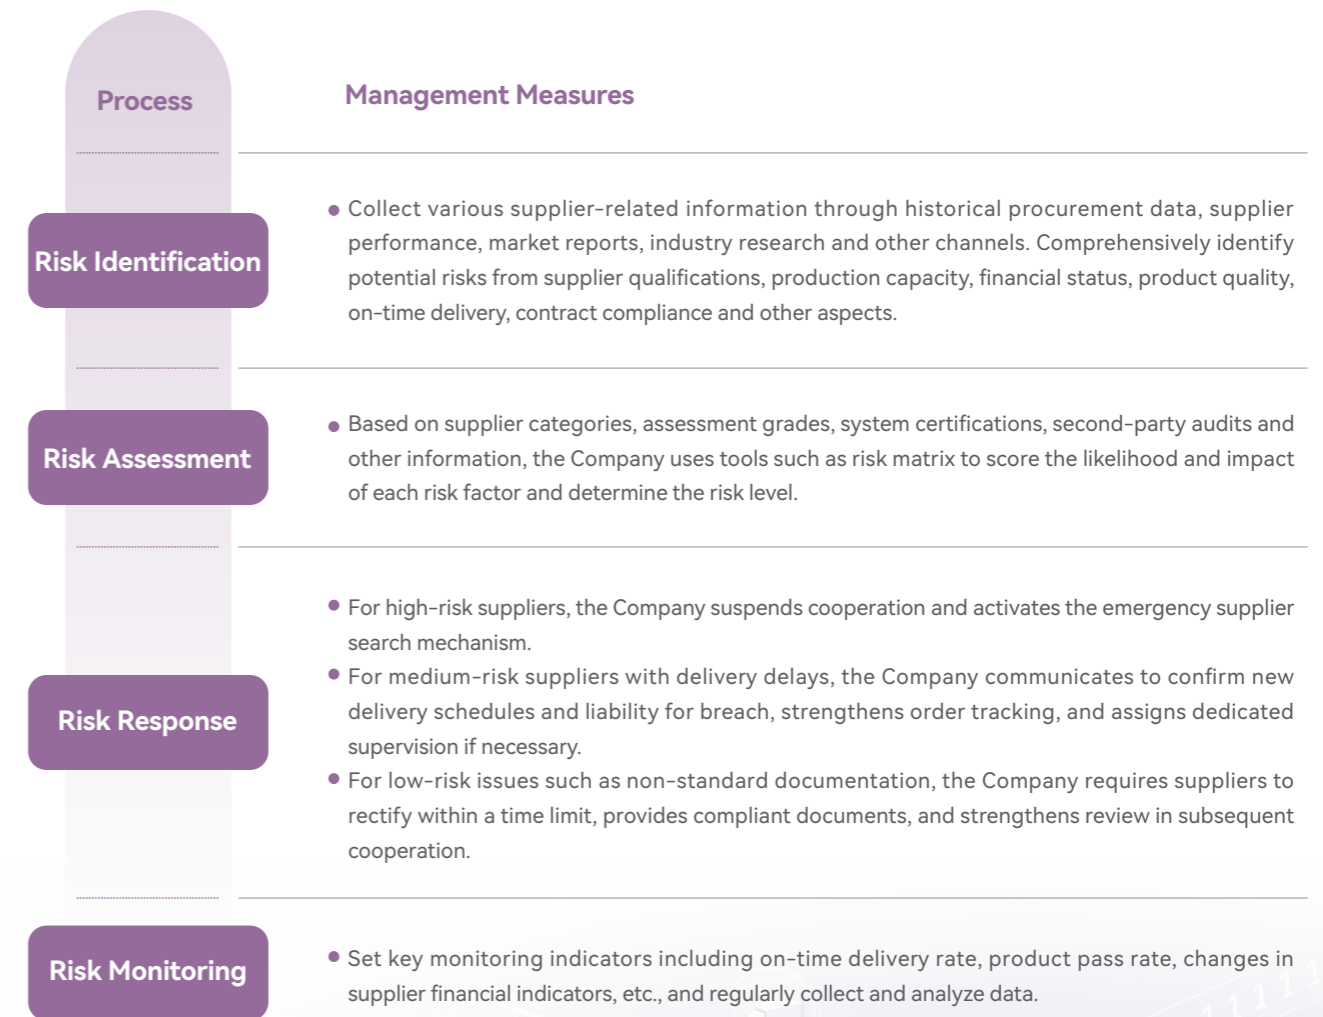 Process
Management Measures
Risk Identification
● Collect various supplier-related information through historical procurement data, supplier
performance, market reports, industry research and other channels. Comprehensively identify
potential risks from supplier qualifications, production capacity, financial status, product quality,
on-time delivery, contract compliance and other aspects.
Risk Assessment
● Based on supplier categories, assessment grades, system certifications, second-party audits and
other information, the Company uses tools such as risk matrix to score the likelihood and impact
of each risk factor and determine the risk level.
Risk Response
● For high-risk suppliers, the Company suspends cooperation and activates the emergency supplier
search mechanism.
● For medium-risk suppliers with delivery delays, the Company communicates to confirm new
delivery schedules and liability for breach, strengthens order tracking, and assigns dedicated
supervision if necessary.
● For low-risk issues such as non-standard documentation, the Company requires suppliers to
rectify within a time limit, provides compliant documents, and strengthens review in subsequent
cooperation.
Risk Monitoring
● Set key monitoring indicators including on-time delivery rate, product pass rate, changes in
supplier financial indicators, etc., and regularly collect and analyze data.